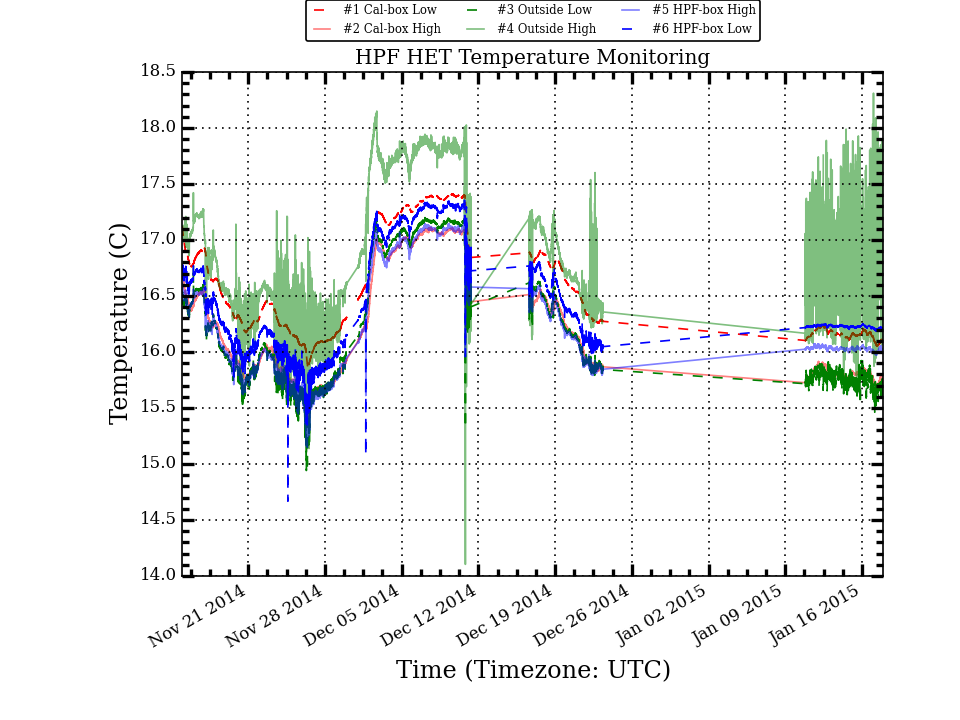 #1 Cal-box Low #3 Outside Low #5 HPF-box High
#2 Cal-box High #4 Outside High #6 HPF-box Low
HPF HET Temperature Monitoring
18.5
18.0
17.5
17.0
16.5
16.0
15.5
15.0
14.5
14.0
Temperature (C)
Nov 21 2014 Nov 28 2014 Dec 05 2014 Dec 12 2014 Dec 19 2014 Dec 26 2014 Jan 02 2015 Jan 09 2015 Jan 16 2015
Time (Timezone: UTC)